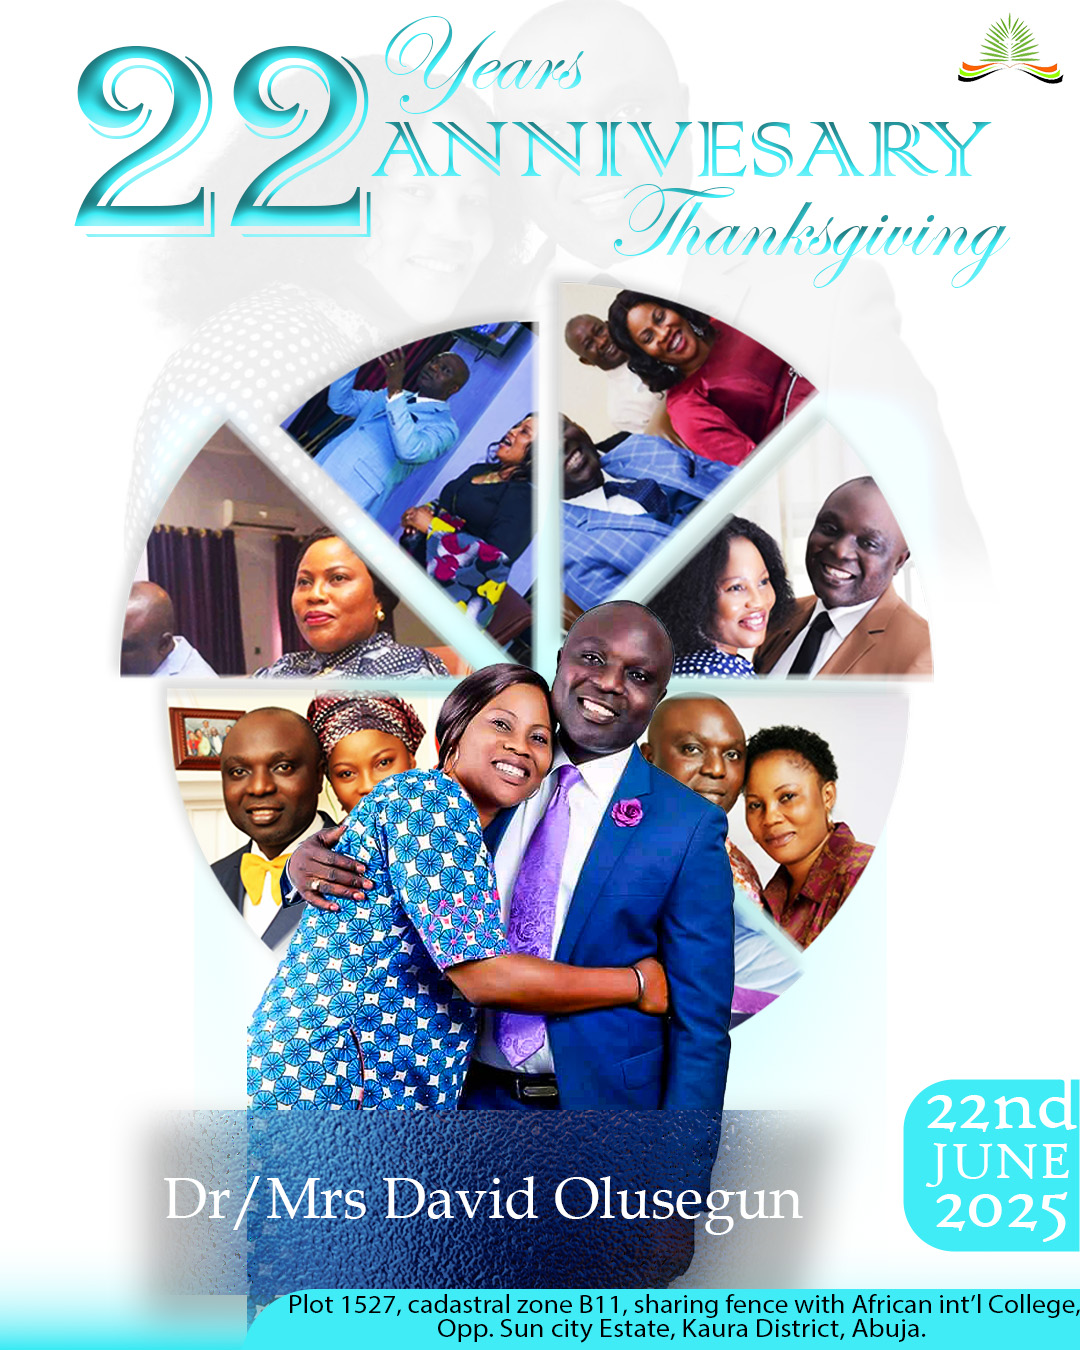 22 Years
ANNIVESARY
Thanksgiving
Dr/Mrs David Olusegun
22nd
JUNE
2025
Plot 1527, cadastral zone B11, sharing fence with African int’l College,
Opp. Sun city Estate, Kaura District, Abuja.